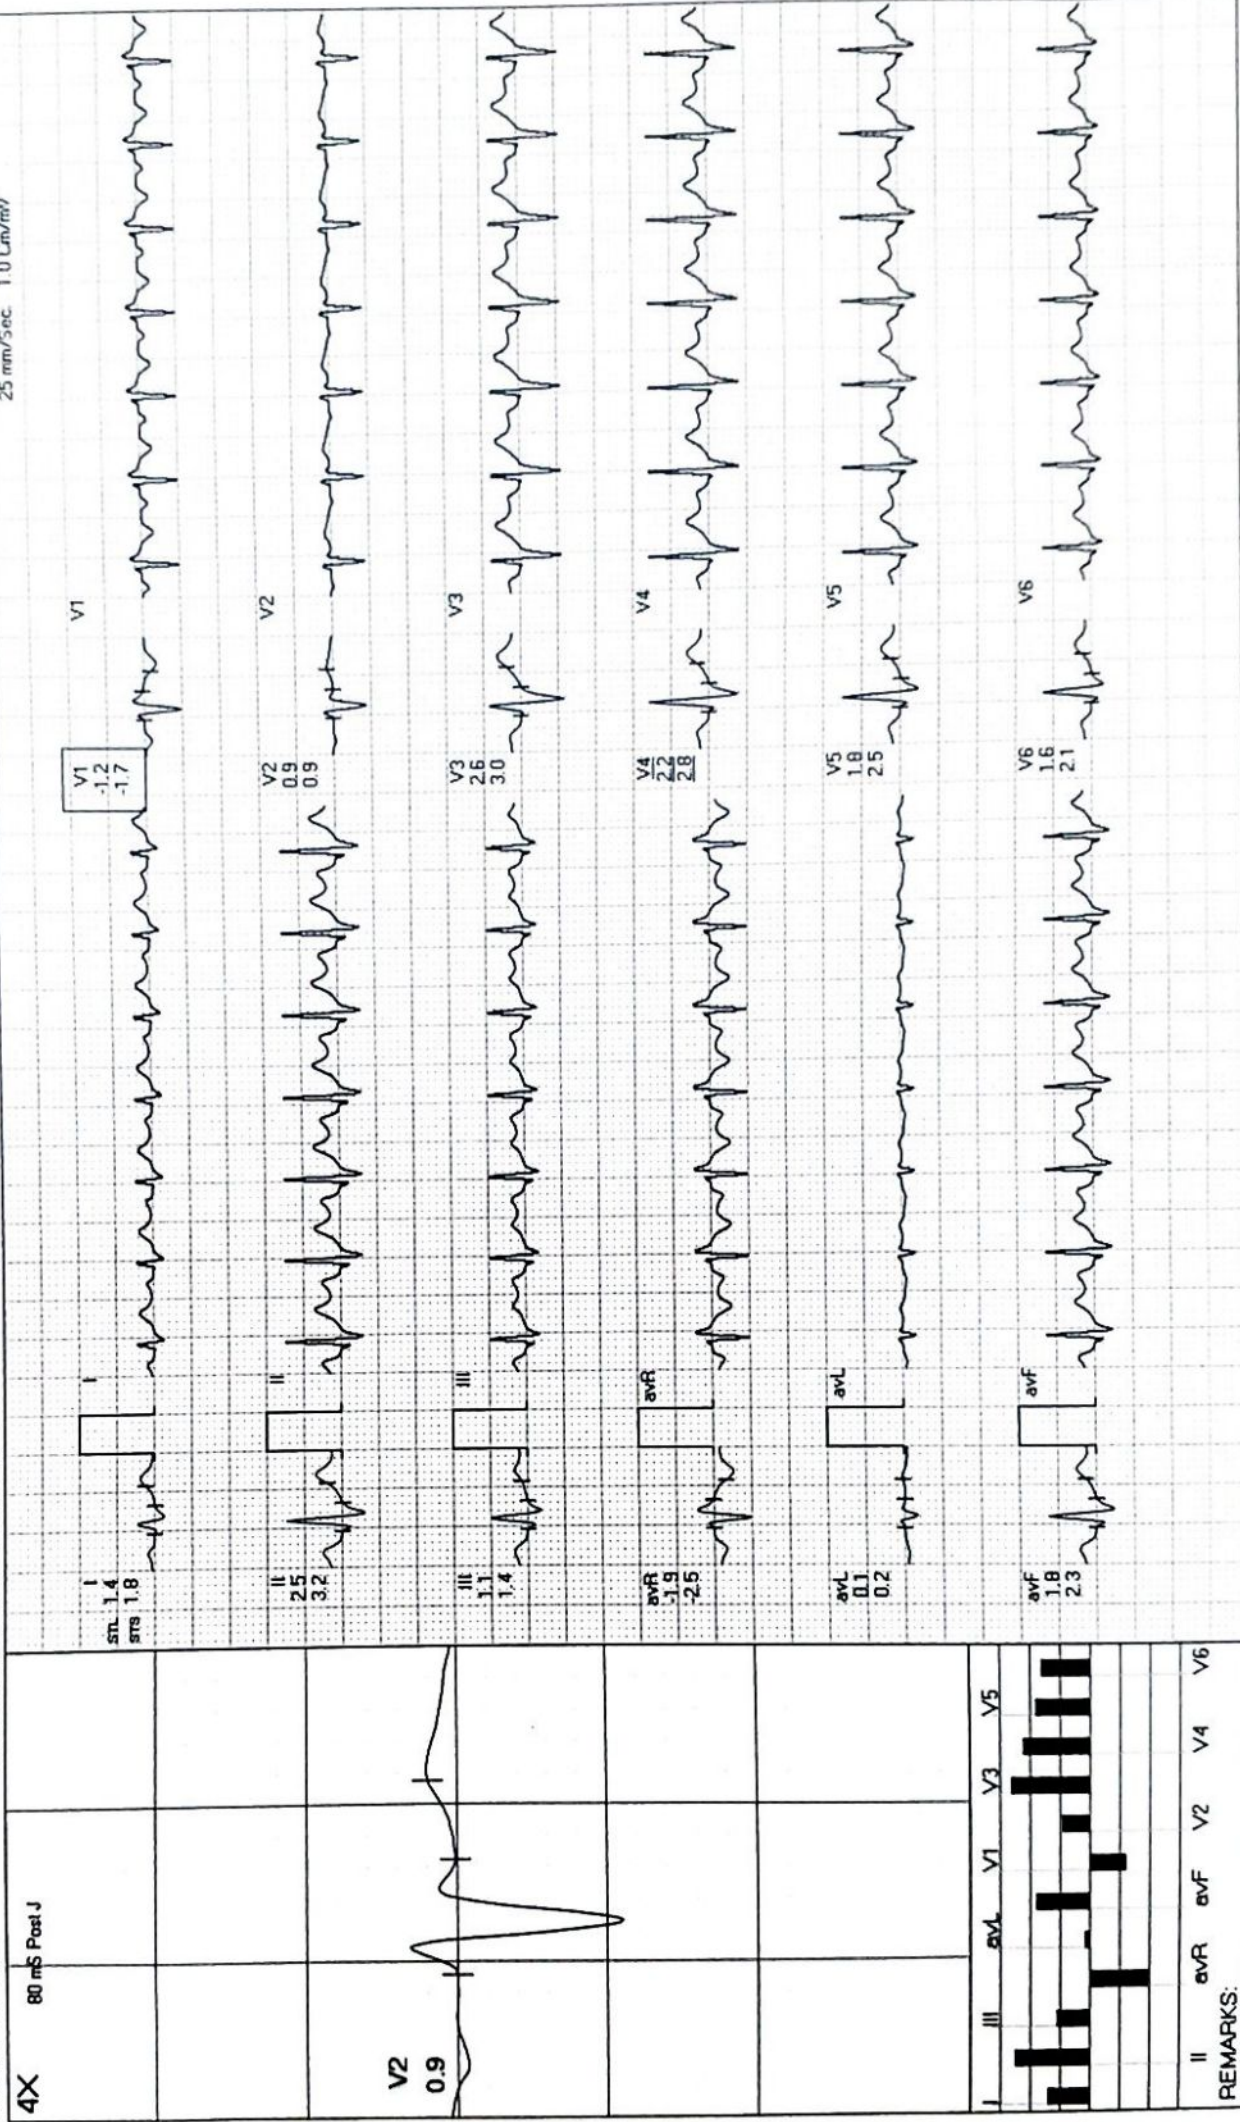 4X
80 mS Post J
V2
0.9
I
II
III
avR
avL
avF
V1
V2
V3
V4
V5
V6
REMARKS:
25 mm/sec. 1.0 Cm/mV
I
STL 1.4
STS 1.8
I
V1
-1.2
-1.7
V1
II
2.5
3.2
II
V2
0.9
0.9
V2
III
1.1
1.4
III
V3
2.6
3.0
V3
avR
-1.9
-2.5
avR
V4
2.2
2.8
V4
avL
0.1
0.2
avL
V5
1.8
2.5
V5
avF
1.8
2.3
avF
V6
1.6
2.1
V6